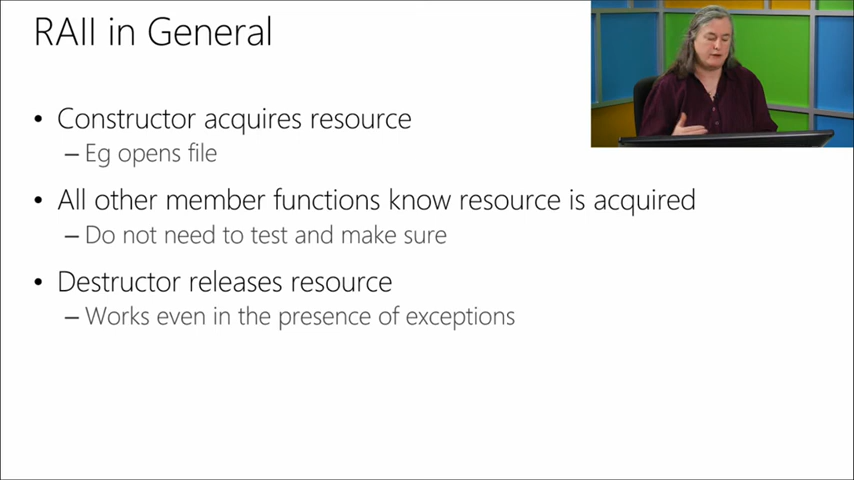 RAII in General
• Constructor acquires resource
– Eg opens file
• All other member functions know resource is acquired
– Do not need to test and make sure
• Destructor releases resource
– Works even in the presence of exceptions